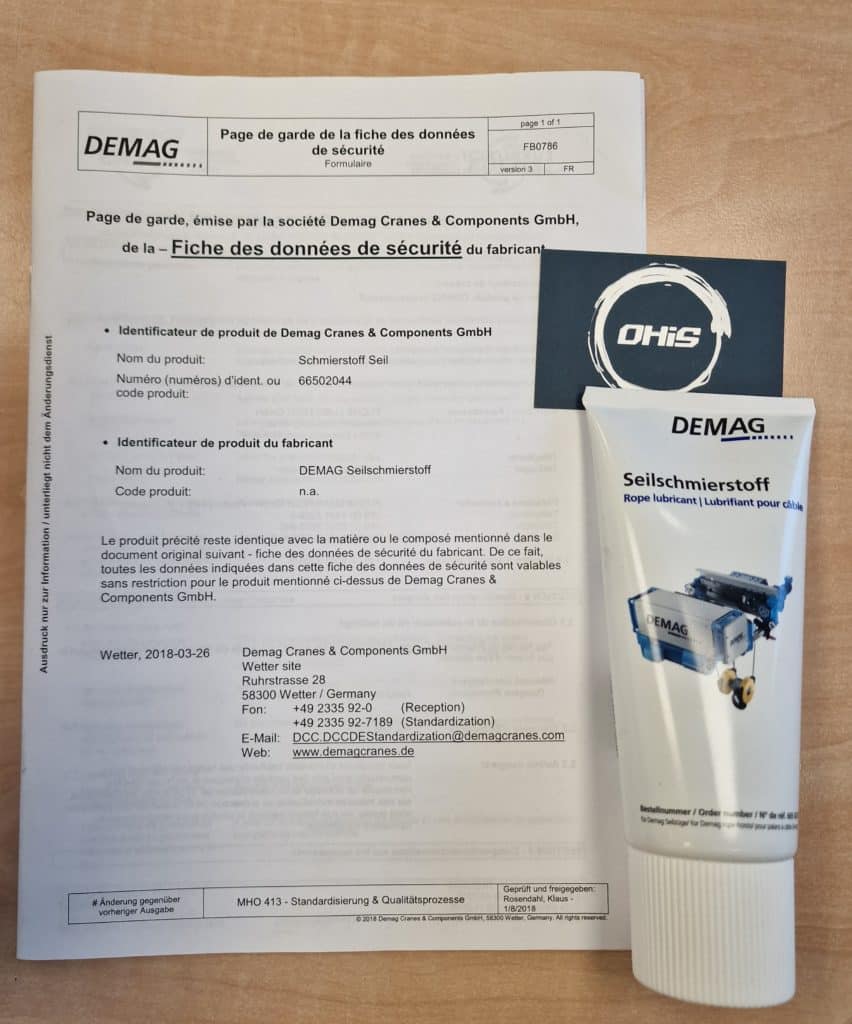 DEMAG
Page de garde de la fiche des données
de sécurité
Formulaire
page 1 of 1
FB0786
version 3
FR
Page de garde, émise par la société Demag Cranes & Components GmbH,
de la – Fiche des données de sécurité du fabricant
• Identificateur de produit de Demag Cranes & Components GmbH
Nom du produit: Schmierstoff Seil
Numéro (numéros) d'ident. ou 66502044
code produit:
• Identificateur de produit du fabricant
Nom du produit: DEMAG Seilschmierstoff
Code produit: n.a.
Le produit précité reste identique avec la matière ou le composé mentionné dans le
document original suivant - fiche des données de sécurité du fabricant. De ce fait,
toutes les données indiquées dans cette fiche des données de sécurité sont valables
sans restriction pour le produit mentionné ci-dessus de Demag Cranes &
Components GmbH.
Wetter, 2018-03-26 Demag Cranes & Components GmbH
Wetter site
Ruhrstrasse 28
58300 Wetter / Germany
Fon: +49 2335 92-0 (Reception)
+49 2335 92-7189 (Standardization)
E-Mail: DCC.DCCDEStandardization@demagcranes.com
Web: www.demagcranes.de
Ausdruck nur zur Information / unterliegt nicht dem Änderungsdienst
# Änderung gegenüber
vorheriger Ausgabe
MHO 413 - Standardisierung & Qualitätsprozesse
Geprüft und freigegeben:
Rosendahl, Klaus -
1/8/2018
© 2018 Demag Cranes & Components GmbH, 58300 Wetter, Germany. All rights reserved.
OHiS
DEMAG
Seilschmierstoff
Rope lubricant | Lubrifiant pour câble
DEMAG
Bestellnummer / Order number / N° de réf.
für Demag Seilzüge/ for Demag rope hoists/ pour palans à câble